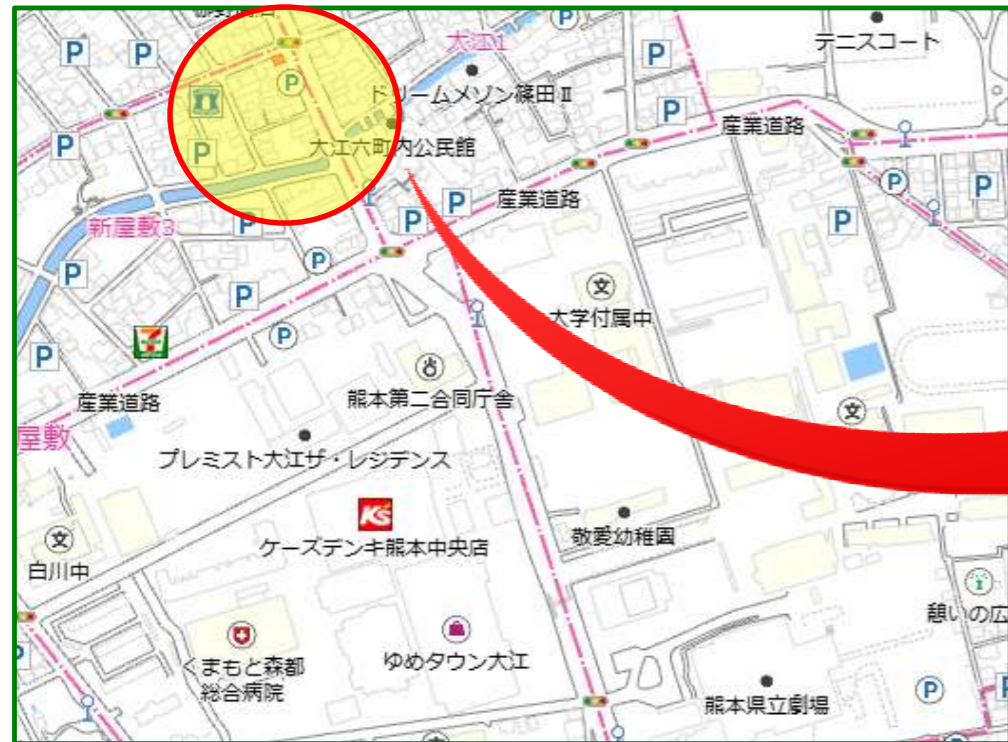 大江1
テニスコート
ドリームメゾン篠田Ⅱ
産業道路
大江六町内公民館
産業道路
新屋敷3
大学付属中
熊本第二合同庁舎
産業道路
屋敷
プレミスト大江ザ・レジデンス
K's
ケーズデンキ熊本中央店
敬愛幼稚園
白川中
憩いの広
くまもと森都
総合病院
ゆめタウン大江
熊本県立劇場